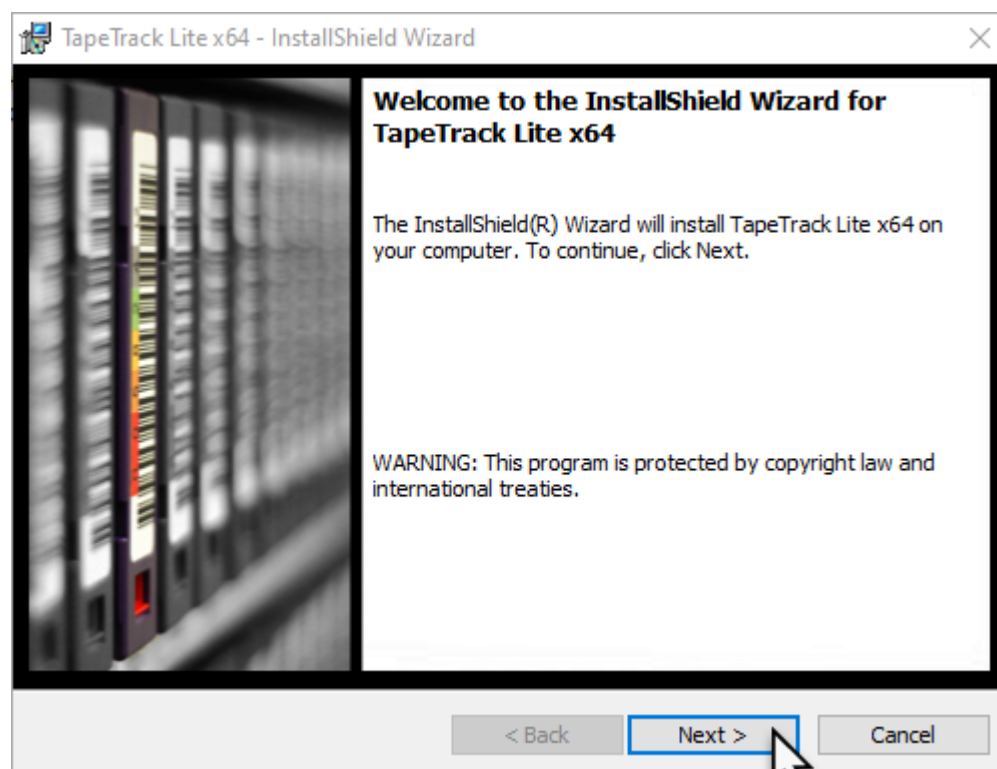 TapeTrack Lite x64 - InstallShield Wizard
Welcome to the InstallShield Wizard for
TapeTrack Lite x64
The InstallShield(R) Wizard will install TapeTrack Lite x64 on
your computer. To continue, click Next.
WARNING: This program is protected by copyright law and
international treaties.
< Back
Next >
Cancel